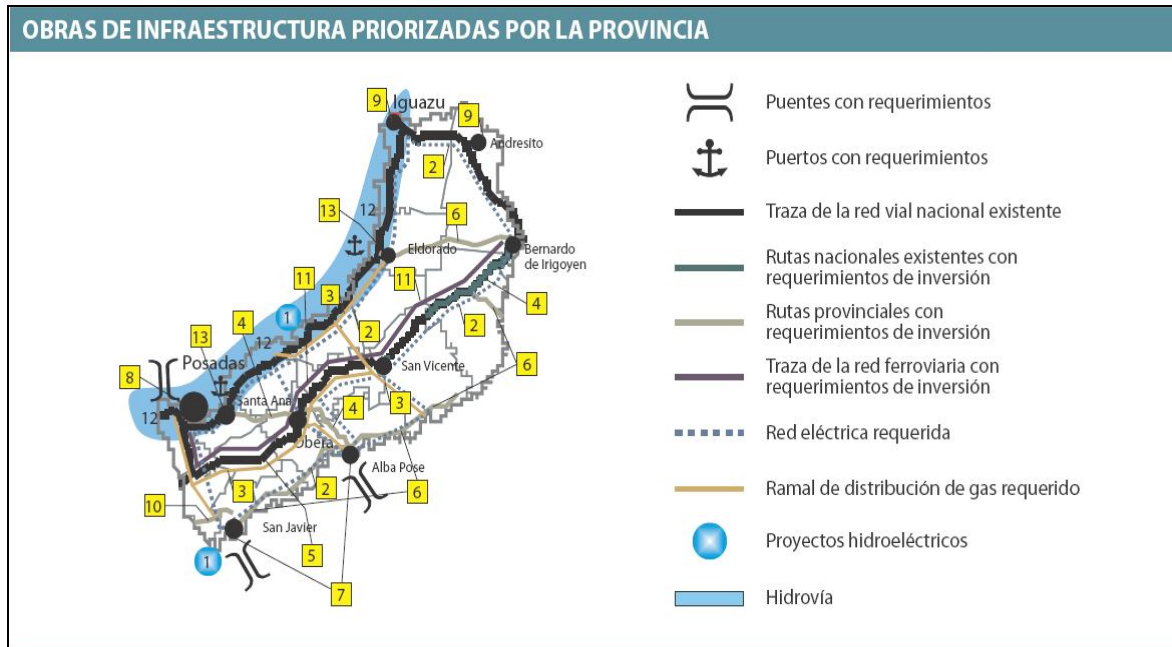 OBRAS DE INFRAESTRUCTURA PRIORIZADAS POR LA PROVINCIA
9
Iguazu
9
Andresito
2
13
12
6
Eldorado
Bernardo
de Irigoyen
11
3
11
4
4
1
2
2
13
12
Posadas
8
San Vicente
6
Santa Ana
3
12
4
Obera
Alba Pose
3
2
6
10
San Javier
5
1
7
Puentes con requerimientos
Puertos con requerimientos
Traza de la red vial nacional existente
Rutas nacionales existentes con
requerimientos de inversión
Rutas provinciales con
requerimientos de inversión
Traza de la red ferroviaria con
requerimientos de inversión
Red eléctrica requerida
Ramal de distribución de gas requerido
Proyectos hidroeléctricos
Hidrovía